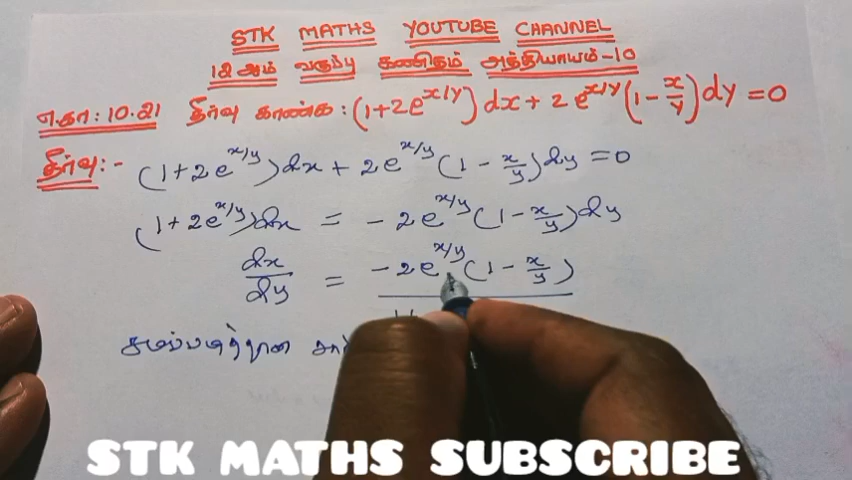 STK MATHS YOUTUBE CHANNEL
12 ஆம் வகுப்பு கணிதம் அத்தியாயம்-10
எ.கா : 10.21 தீர்வு காண்க : (1+2e^{x/y}) dx + 2e^{x/y} (1 - x/y) dy = 0
தீர்வு :- (1+2e^{x/y}) dx + 2e^{x/y} (1 - x/y) dy = 0
(1+2e^{x/y}) dx = -2e^{x/y} (1 - x/y) dy
dx/dy = -2e^{x/y} (1 - x/y)
சமப்படித்தான
STK MATHS SUBSCRIBE